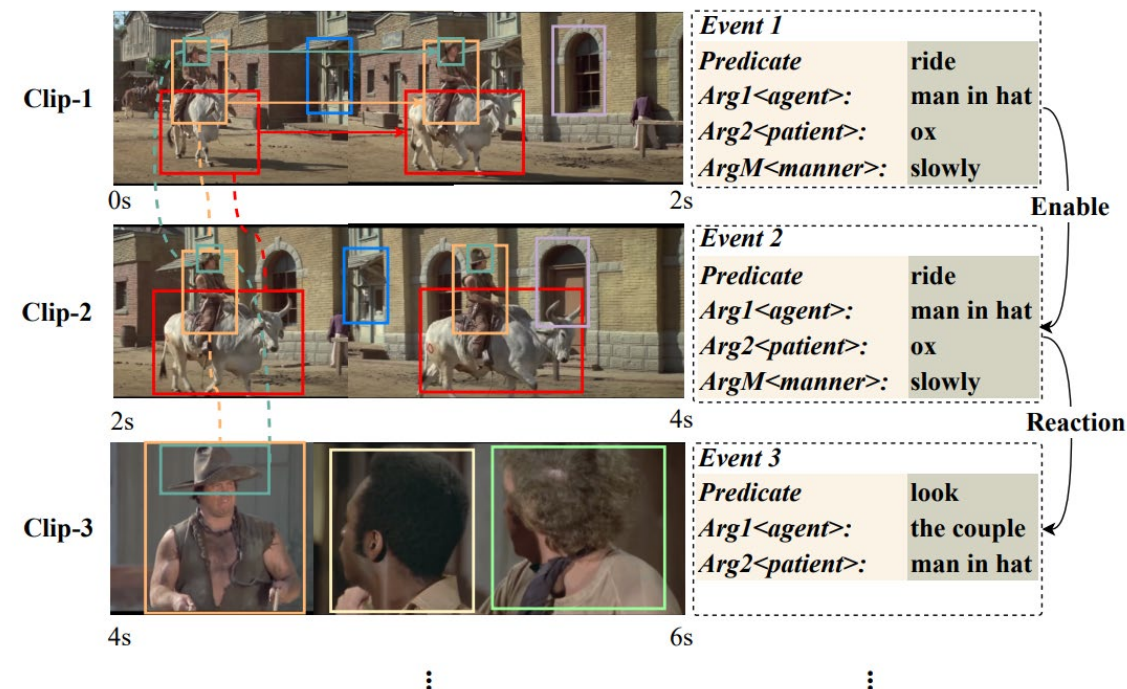 Clip-1
0s
2s
Event 1
Predicate ride
Arg1<agent>: man in hat
Arg2<patient>: ox
ArgM<manner>: slowly
Enable
Clip-2
2s
4s
Event 2
Predicate ride
Arg1<agent>: man in hat
Arg2<patient>: ox
ArgM<manner>: slowly
Reaction
Clip-3
4s
6s
Event 3
Predicate look
Arg1<agent>: the couple
Arg2<patient>: man in hat
⋮ ⋮